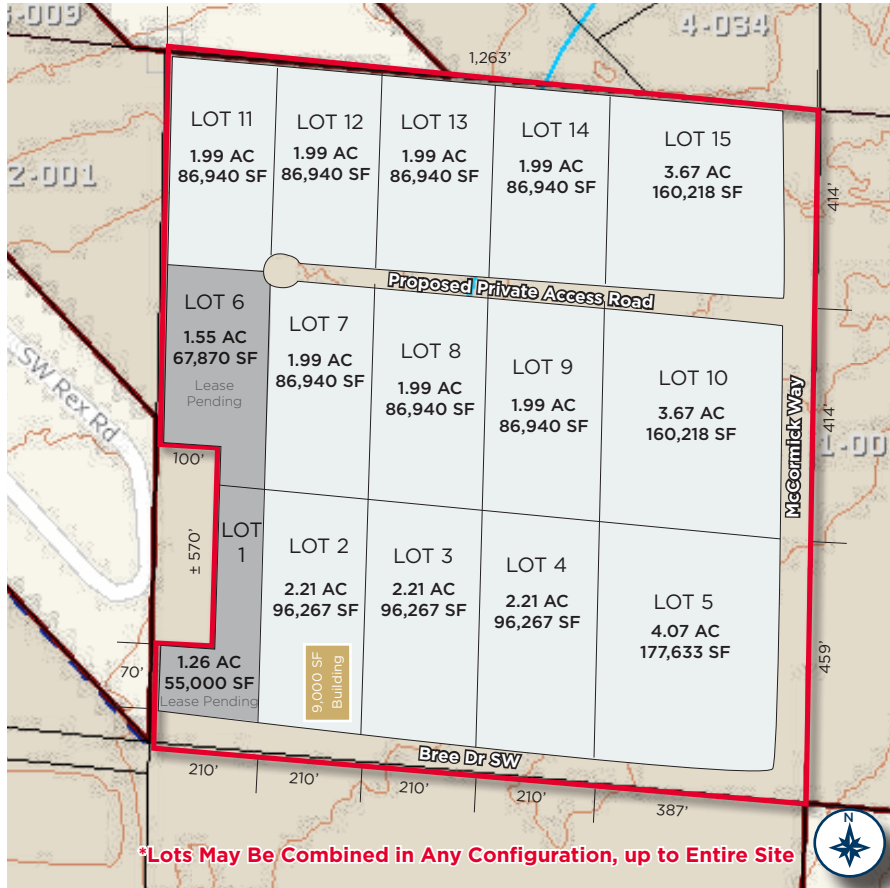 3-009
4-034
1,263’
LOT 11
1.99 AC
86,940 SF
LOT 12
1.99 AC
86,940 SF
LOT 13
1.99 AC
86,940 SF
LOT 14
1.99 AC
86,940 SF
LOT 15
3.67 AC
160,218 SF
414’
2-001
Proposed Private Access Road
LOT 6
1.55 AC
67,870 SF
Lease
Pending
LOT 7
1.99 AC
86,940 SF
LOT 8
1.99 AC
86,940 SF
LOT 9
1.99 AC
86,940 SF
LOT 10
3.67 AC
160,218 SF
McCormick Way
414’
1-00
SW Rex Rd
100’
± 570’
LOT
1
1.26 AC
55,000 SF
Lease Pending
LOT 2
2.21 AC
96,267 SF
9,000 SF
Building
LOT 3
2.21 AC
96,267 SF
LOT 4
2.21 AC
96,267 SF
LOT 5
4.07 AC
177,633 SF
459’
70’
Bree Dr SW
210’
210’
210’
210’
387’
*Lots May Be Combined in Any Configuration, up to Entire Site
N